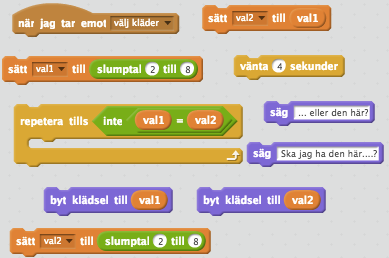 när jag tar emot välj kläder
sätt val2 till val1
sätt val1 till slumptal 2 till 8
vänta 4 sekunder
repetera tills inte val1 = val2
säg ... eller den här?
säg Ska jag ha den här....?
byt klädsel till val1
byt klädsel till val2
sätt val2 till slumptal 2 till 8